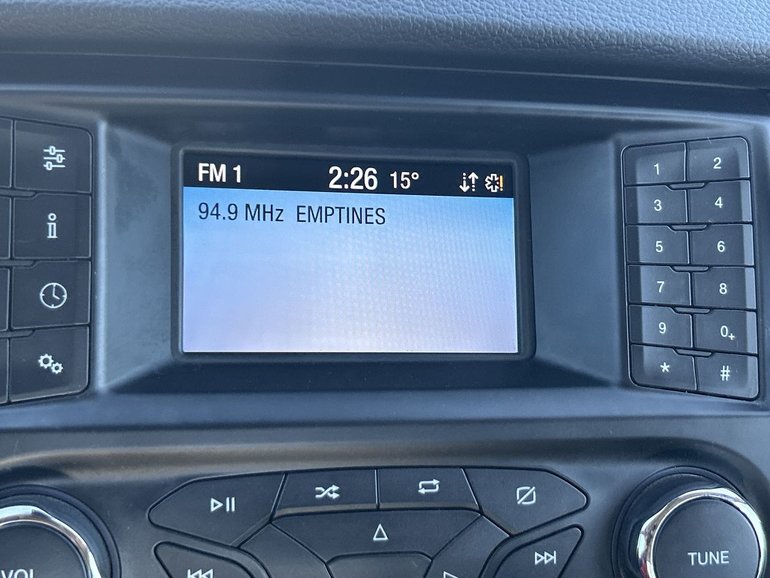 FM 1 2:26 15°
94.9 MHz EMPTINES
1 2
3 4
5 6
7 8
9 0+
* #
VOL
TUNE